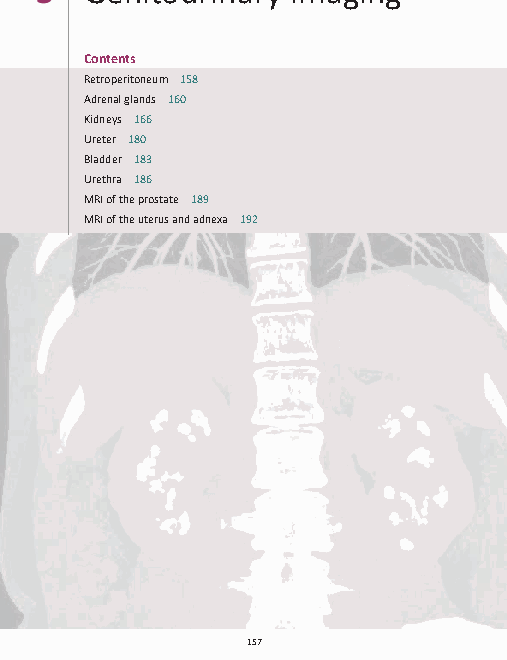 Genitourinary imaging
Contents
Retroperitoneum 158
Adrenal glands 160
Kidneys 166
Ureter 180
Bladder 183
Urethra 186
MRI of the prostate 189
MRI of the uterus and adnexa 192
157